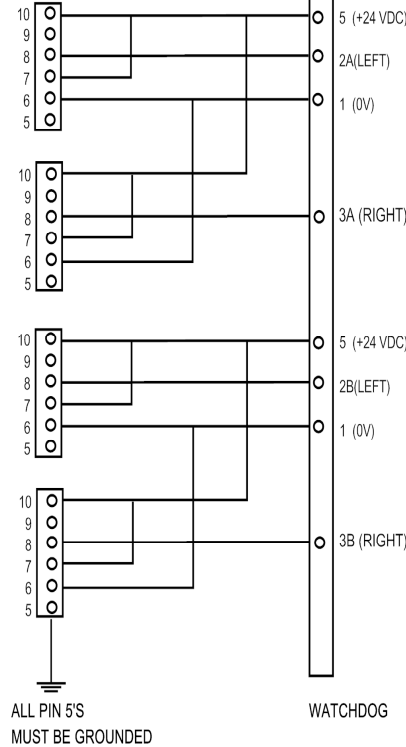 10
9
8
7
6
5
5 (+24 VDC)
2A(LEFT)
1 (0V)
10
9
8
7
6
5
3A (RIGHT)
10
9
8
7
6
5
5 (+24 VDC)
2B(LEFT)
1 (0V)
10
9
8
7
6
5
3B (RIGHT)
ALL PIN 5'S
MUST BE GROUNDED
WATCHDOG